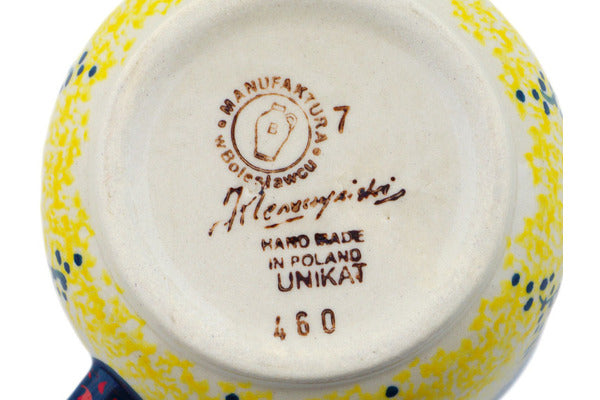 MANUFAKTURA
w Bolesławcu
B
7
HAND MADE
IN POLAND
UNIKAT
460